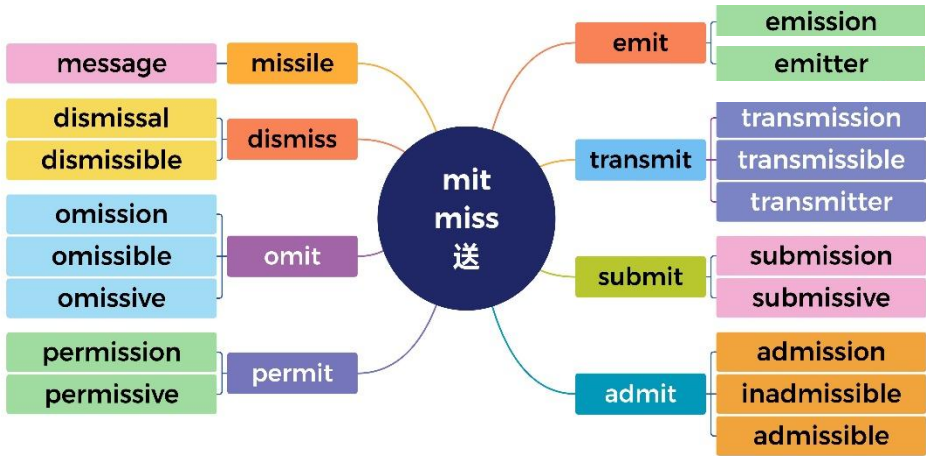 mit
miss
送
missile
message
dismiss
dismissal
dismissible
omit
omission
omissible
omissive
permit
permission
permissive
emit
emission
emitter
transmit
transmission
transmissible
transmitter
submit
submission
submissive
admit
admission
inadmissible
admissible